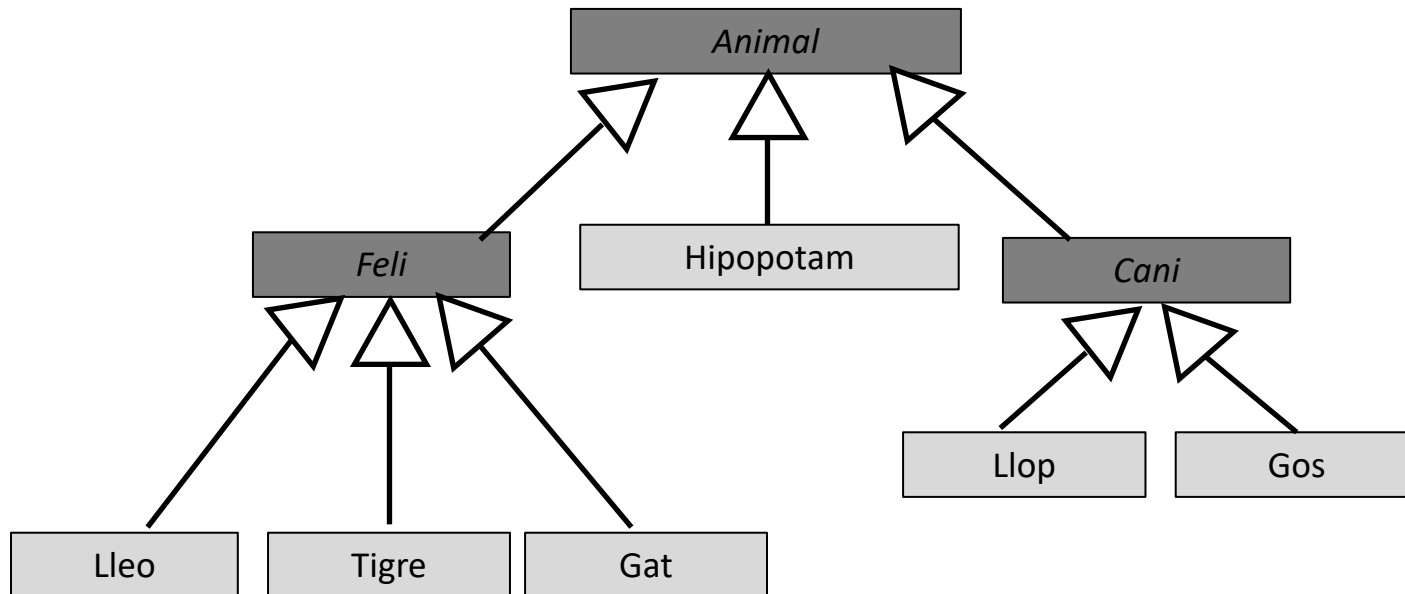 Animal
Feli
Hipopotam
Cani
Llop
Gos
Lleo
Tigre
Gat